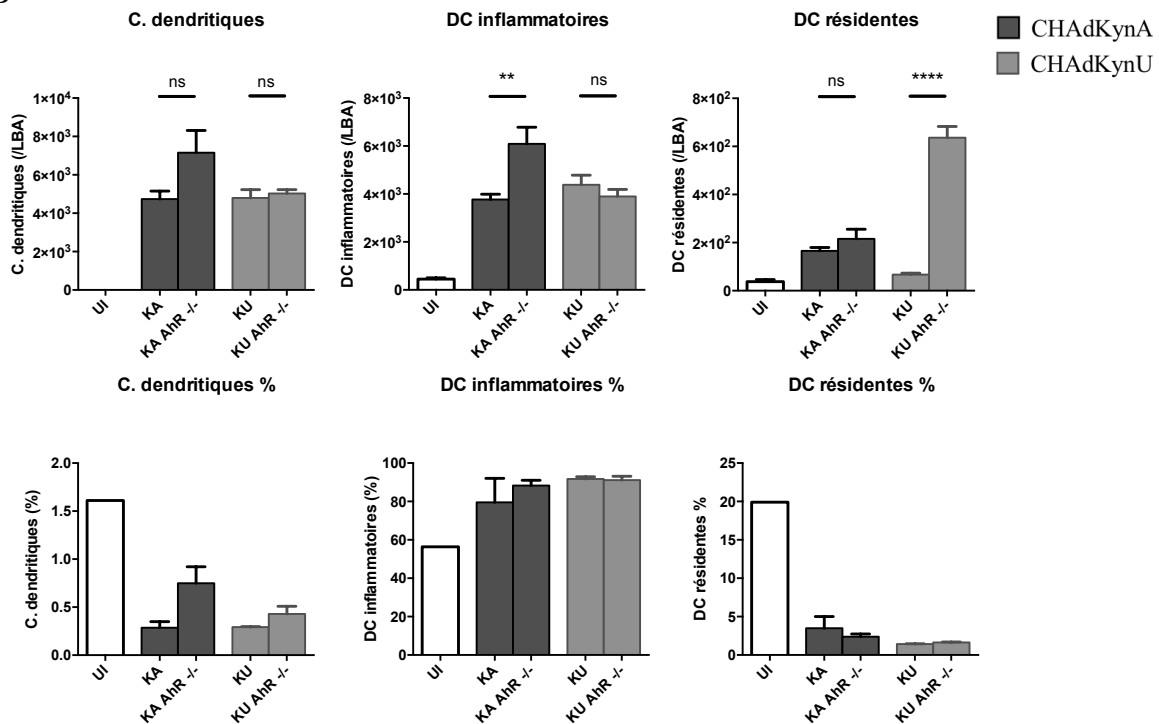 C. dendritiques
DC inflammatoires
DC résidentes
CHAdKynA
CHAdKynU
C. dendritiques (/LBA)
1×10⁴
8×10³
6×10³
4×10³
2×10³
0
ns
ns
UI
KA
KA AhR -/-
KU
KU AhR -/-
DC inflammatoires (/LBA)
8×10³
6×10³
4×10³
2×10³
0
**
ns
UI
KA
KA AhR -/-
KU
KU AhR -/-
DC résidentes (/LBA)
8×10²
6×10²
4×10²
2×10²
0
ns
****
UI
KA
KA AhR -/-
KU
KU AhR -/-
C. dendritiques %
DC inflammatoires %
DC résidentes %
C. dendritiques (%)
2.0
1.5
1.0
0.5
0.0
UI
KA
KA AhR -/-
KU
KU AhR -/-
DC inflammatoires (%)
100
80
60
40
20
0
UI
KA
KA AhR -/-
KU
KU AhR -/-
DC résidentes %
25
20
15
10
5
0
UI
KA
KA AhR -/-
KU
KU AhR -/-